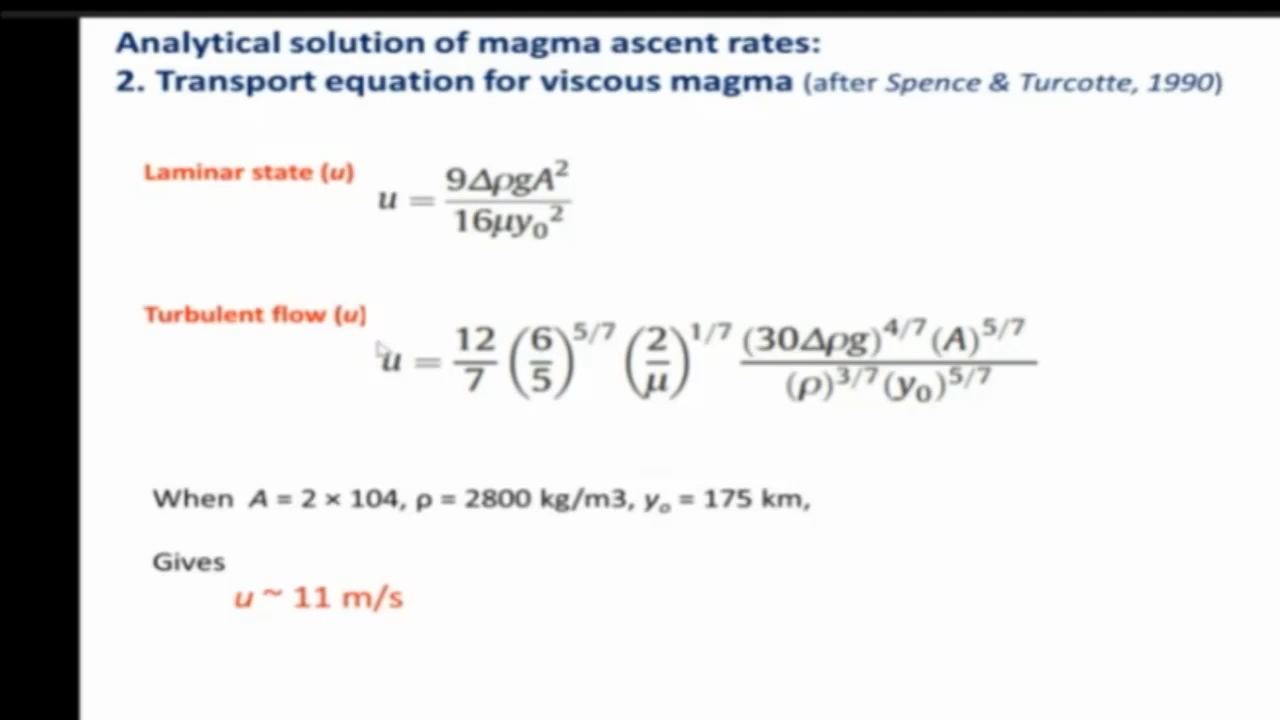 Analytical solution of magma ascent rates:
2. Transport equation for viscous magma (after Spence & Turcotte, 1990)
Laminar state (u)
u = 9Δρ𝑔A² / 16μy₀²
Turbulent flow (u]
u = 12/7 (6/5)^5/7 (2/μ)^1/7 (30Δρg)^4/7 (A)^5/7 / (ρ)^3/7 (y₀)^5/7
When A = 2 × 104, ρ = 2800 kg/m3, yₒ = 175 km,
Gives
u ~ 11 m/s